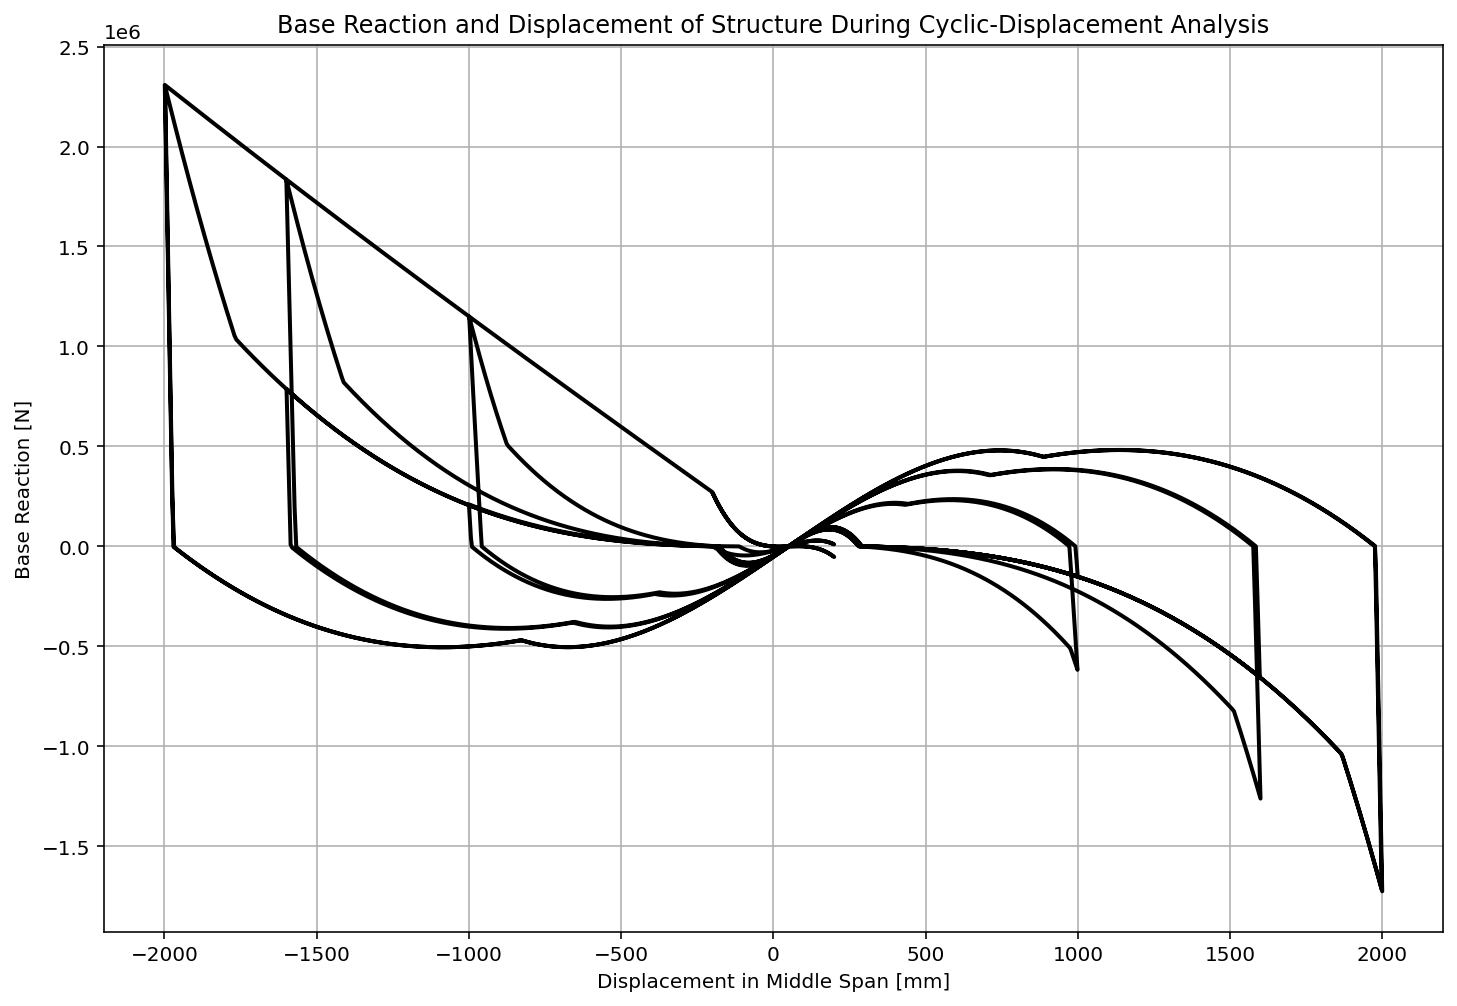 Base Reaction and Displacement of Structure During Cyclic-Displacement Analysis
1e6
2.5
2.0
1.5
1.0
0.5
0.0
−0.5
−1.0
−1.5
Base Reaction [N]
−2000 −1500 −1000 −500 0 500 1000 1500 2000
Displacement in Middle Span [mm]